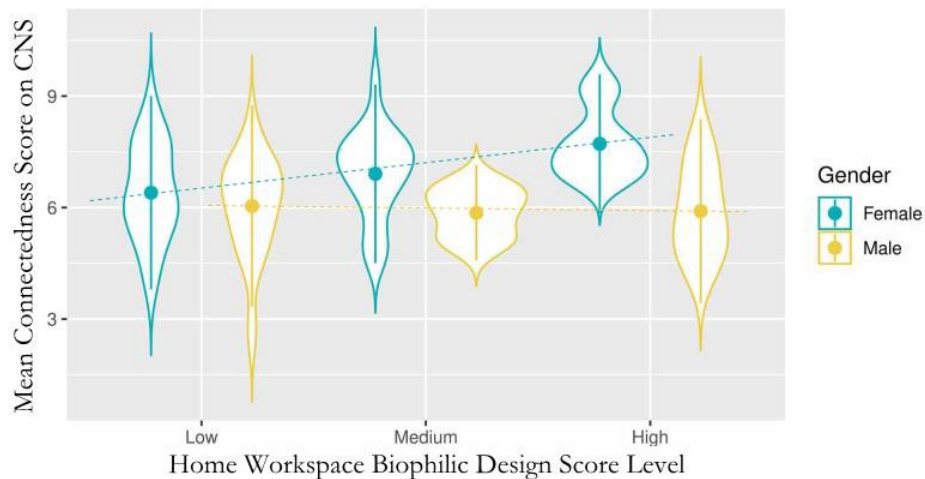 Mean Connectedness Score on CNS
9
6
3
Low Medium High
Home Workspace Biophilic Design Score Level
Gender
Female
Male